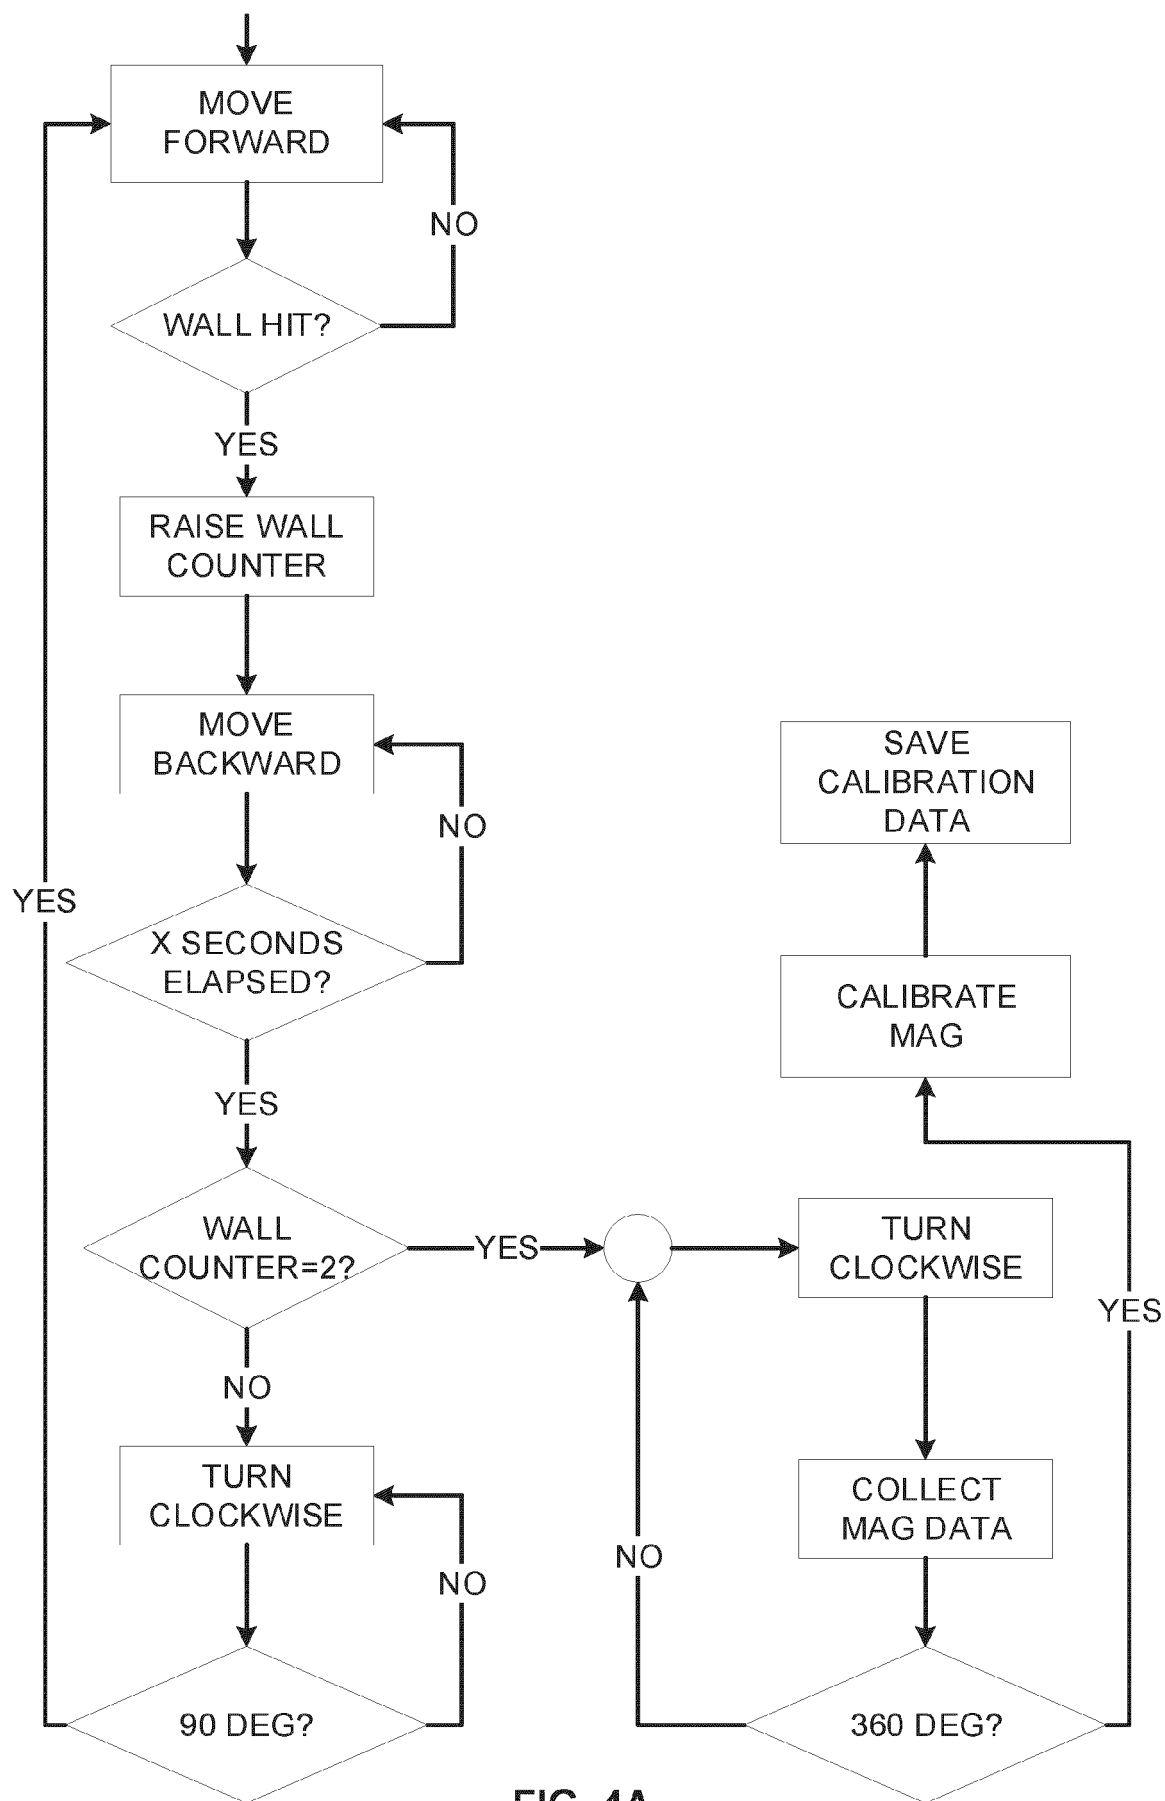 MOVE
FORWARD
NO
WALL HIT?
YES
RAISE WALL
COUNTER
MOVE
BACKWARD
NO
YES
X SECONDS
ELAPSED?
YES
WALL
COUNTER=2?
YES
NO
TURN
CLOCKWISE
NO
90 DEG?
SAVE
CALIBRATION
DATA
CALIBRATE
MAG
TURN
CLOCKWISE
YES
COLLECT
MAG DATA
NO
360 DEG?
FIG. 4A